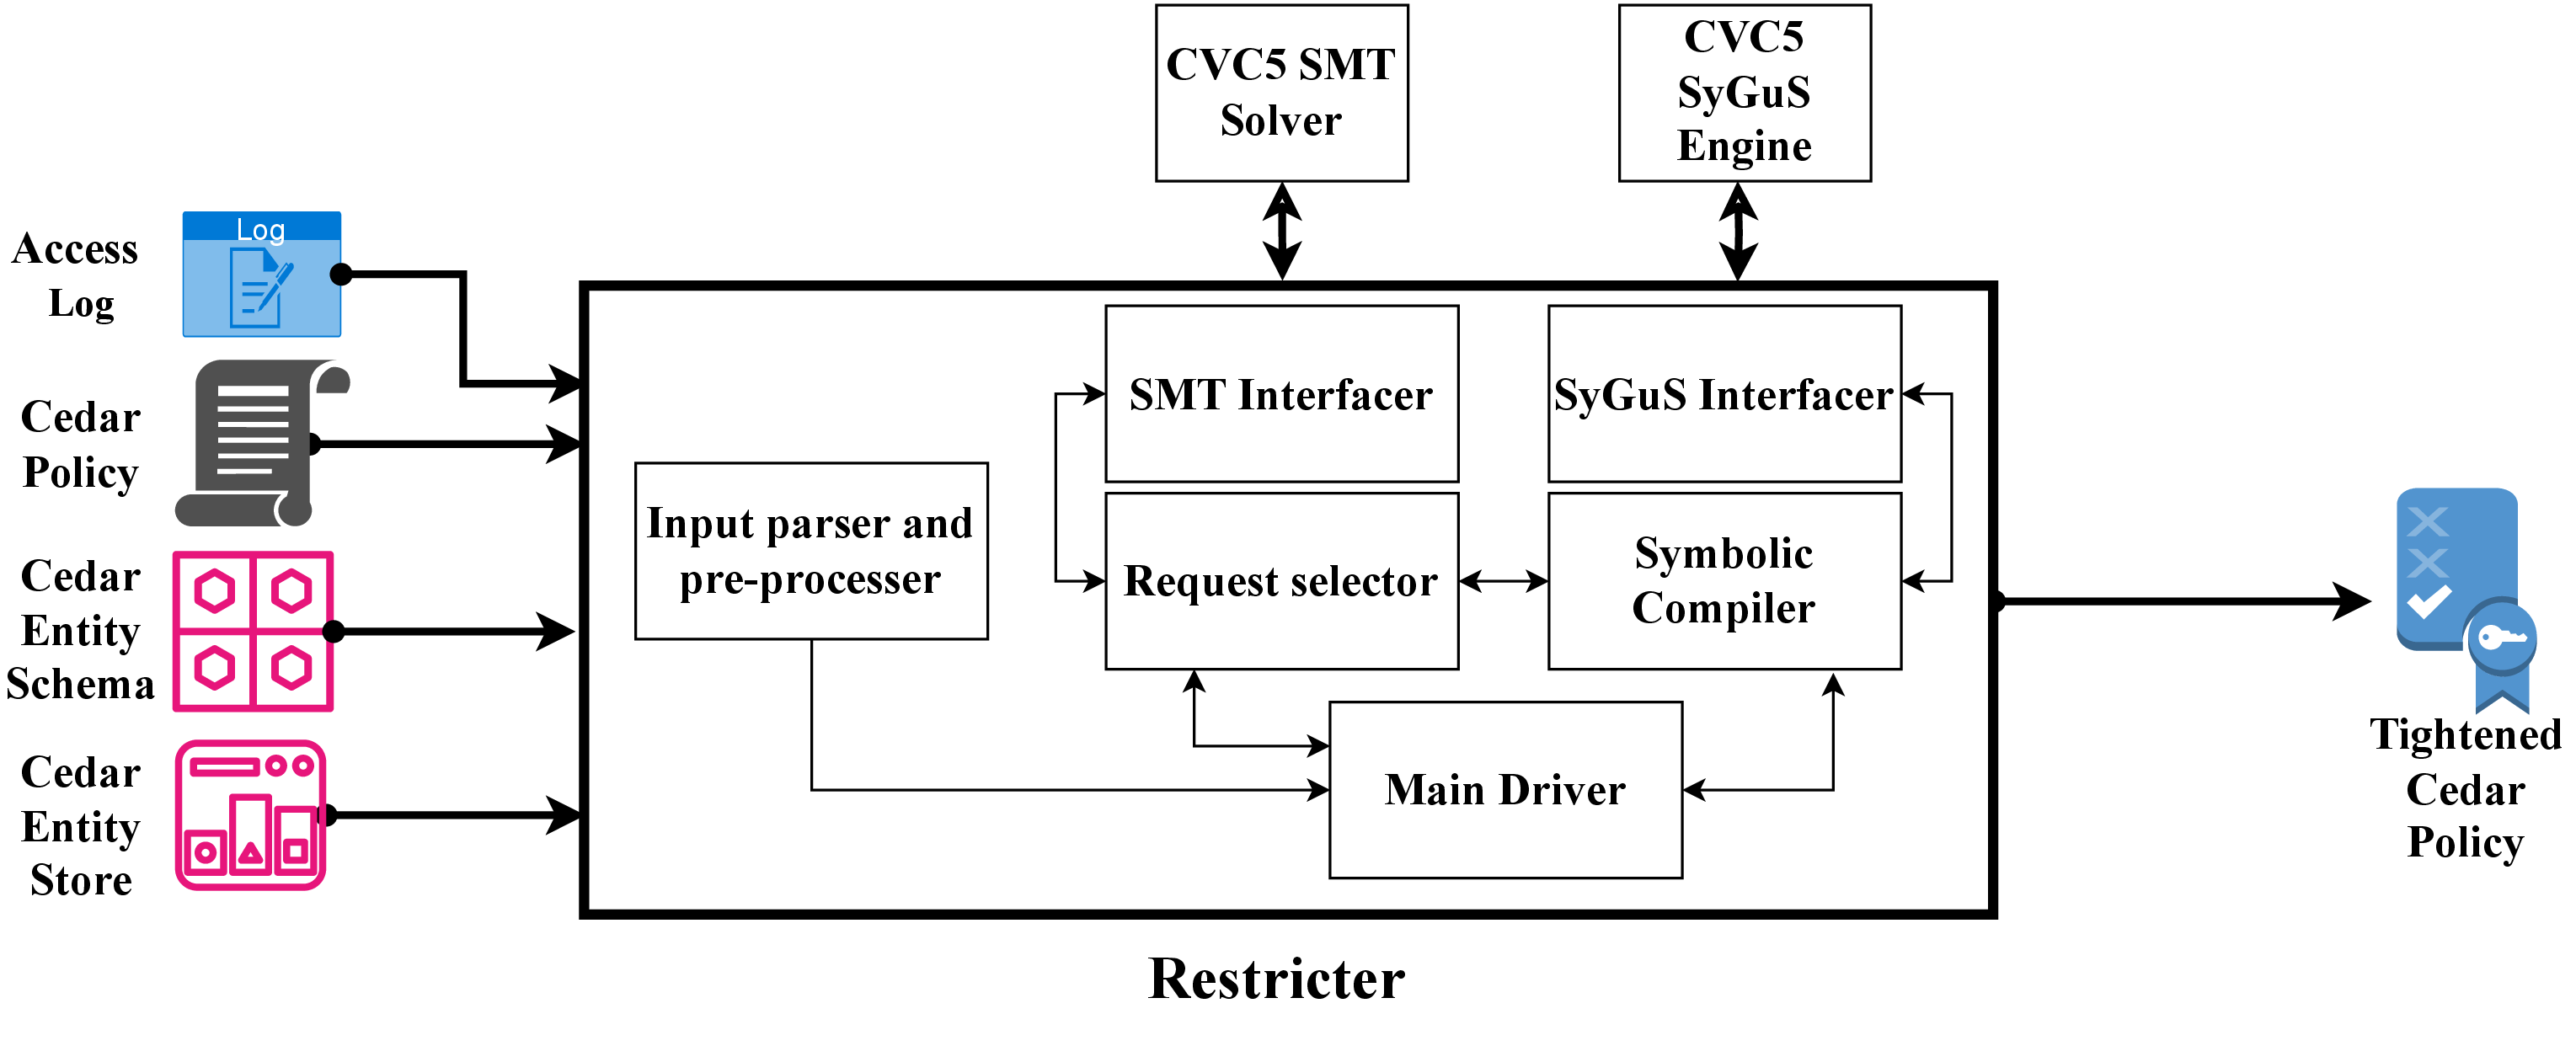 CVC5 SMT
Solver
CVC5
SyGuS
Engine
Access
Log
Log
Cedar
Policy
Cedar
Entity
Schema
Cedar
Entity
Store
Input parser and
pre-processer
SMT Interfacer
SyGuS Interfacer
Request selector
Symbolic
Compiler
Main Driver
Tightened
Cedar
Policy
Restricter